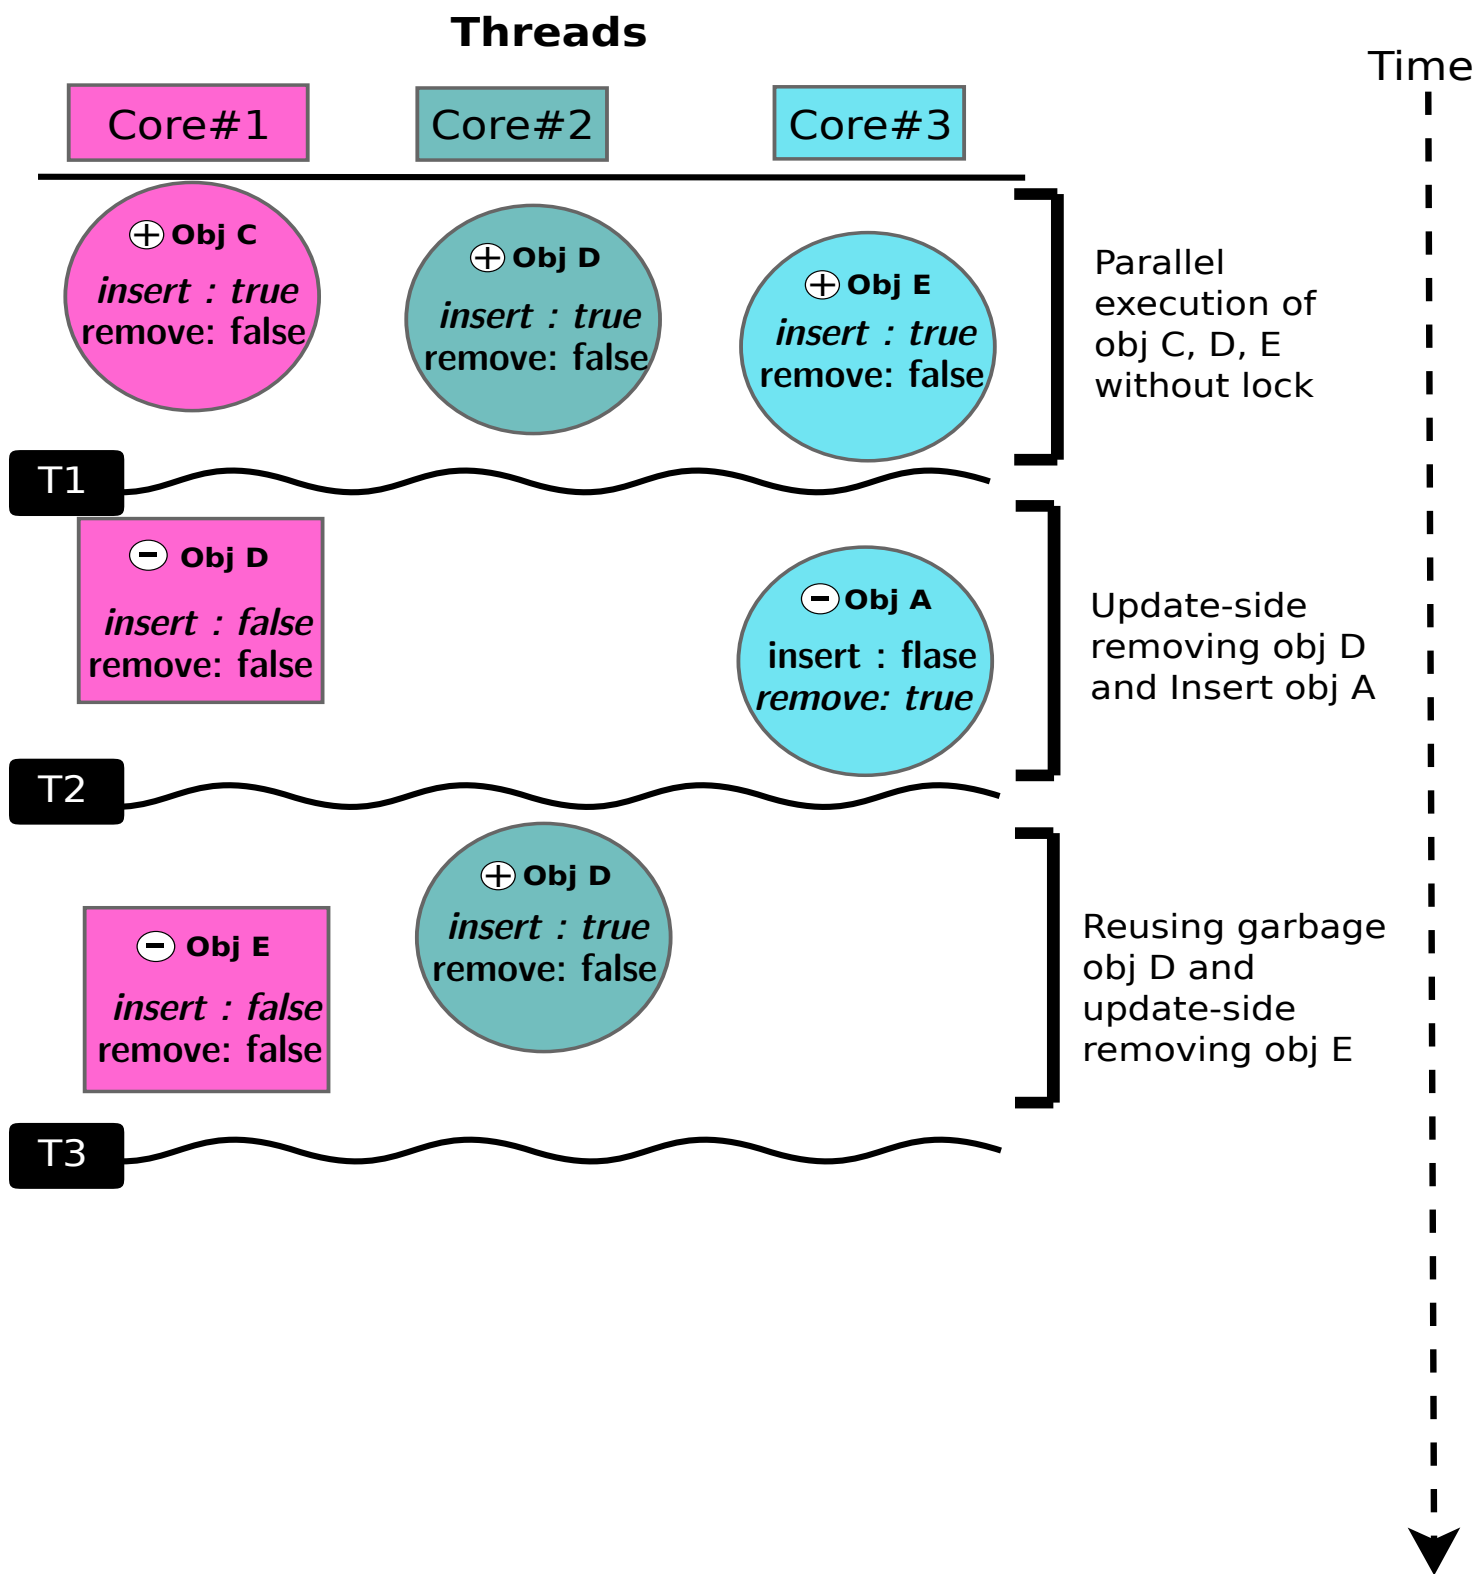 Threads
Time
Core#1
Core#2
Core#3
+ Obj C
insert : true
remove: false
+ Obj D
insert : true
remove: false
+ Obj E
insert : true
remove: false
Parallel
execution of
obj C, D, E
without lock
T1
- Obj D
insert : false
remove: false
- Obj A
insert : flase
remove: true
Update-side
removing obj D
and Insert obj A
T2
- Obj E
insert : false
remove: false
+ Obj D
insert : true
remove: false
Reusing garbage
obj D and
update-side
removing obj E
T3